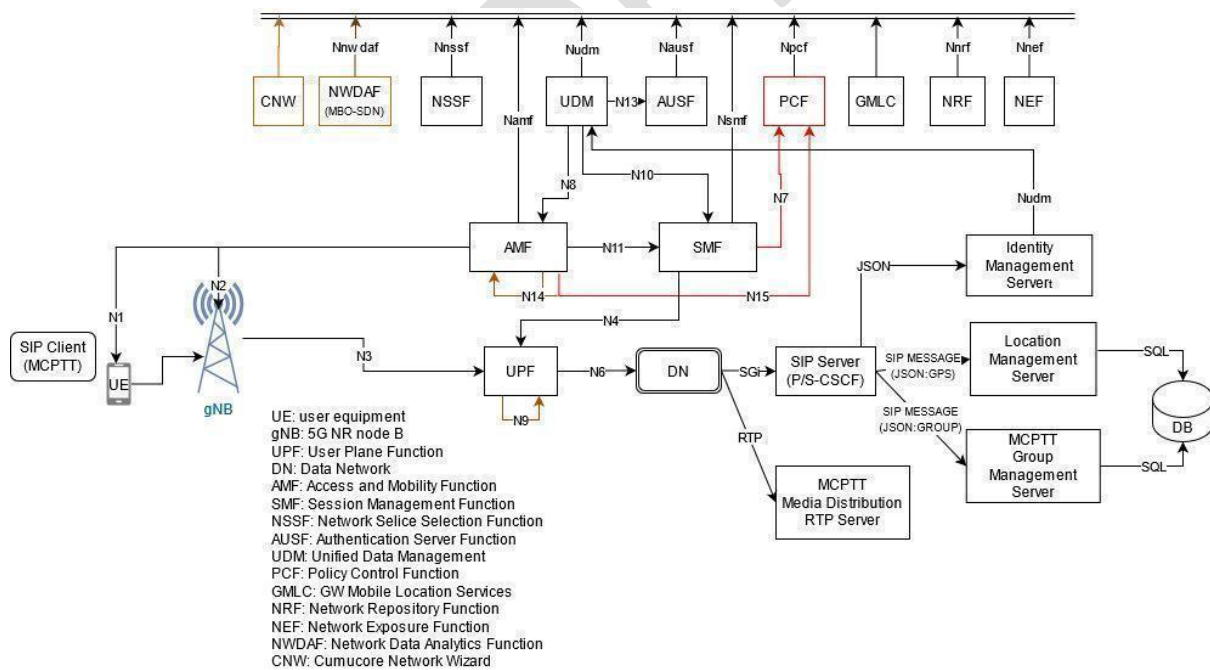 Nnwdaf
Nnssf
Nudm
Nausf
Npcf
Nnrf
Nnef
CNW
NWDAF
(MBO-SDN)
NSSF
Namf
UDM
N13
AUSF
Nsmf
PCF
GMLC
NRF
NEF
N8
N10
N7
Nudm
AMF
N11
SMF
Identity
Management
Servert
JSON
N2
N14
N15
N1
N4
SIP Client
(MCPTT)
UE
gNB
N3
UPF
N6
DN
SGi
SIP Server
(P/S-CSCF)
SIP MESSAGE
(JSON:GPS)
Location
Management
Server
SQL
N9
SIP MESSAGE
(JSON:GROUP)
DB
RTP
MCPTT
Group
Management
Server
SQL
MCPTT
Media Distribution
RTP Server
UE: user equipment
gNB: 5G NR node B
UPF: User Plane Function
DN: Data Network
AMF: Access and Mobility Function
SMF: Session Management Function
NSSF: Network Selice Selection Function
AUSF: Authentication Server Function
UDM: Unified Data Management
PCF: Policy Control Function
GMLC: GW Mobile Location Services
NRF: Network Repository Function
NEF: Network Exposure Function
NWDAF: Network Data Analytics Function
CNW: Cumucore Network Wizard